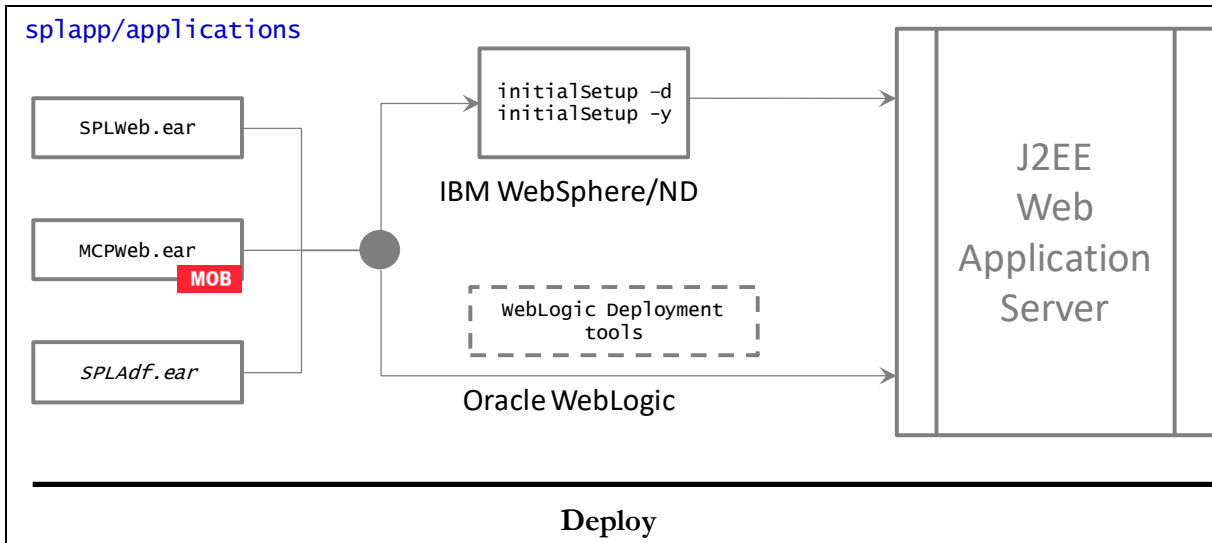 splapp/applications
SPLWeb.ear
MCPWeb.ear
MOB
SPLAdf.ear
initialSetup –d
initialSetup -y
IBM WebSphere/ND
WebLogic Deployment
tools
Oracle WebLogic
J2EE
Web
Application
Server
Deploy